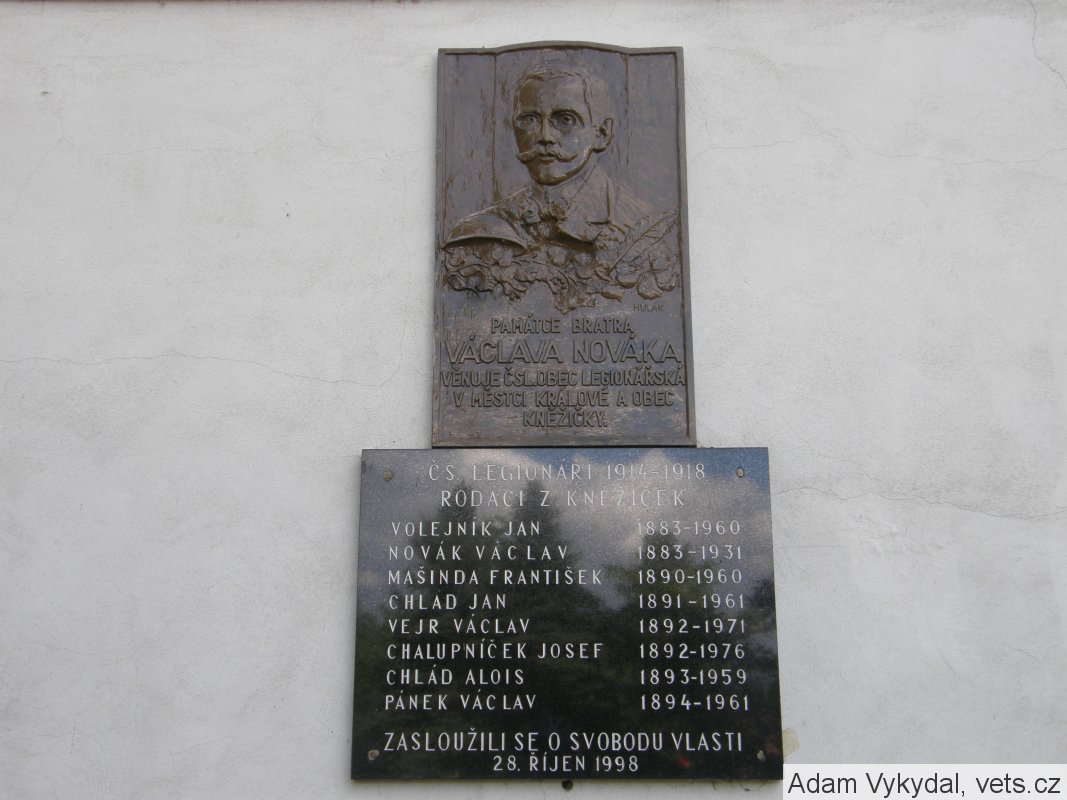 HULÁK
PAMÁTCE BRATRA
VÁCLAVA NOVÁKA
VĚNUJE ČSL.OBEC LEGIONÁŘSKÁ
V MĚSTCI KRÁLOVÉ A OBEC
KNĚŽIČKY.
ČS. LEGIONÁŘI 1914-1918
RODÁCI Z KNĚŽIČEK
VOLEJNÍK JAN 1883-1960
NOVÁK VÁCLAV 1883-1931
MAŠINDA FRANTIŠEK 1890-1960
CHLÁD JAN 1891-1961
VEJR VÁCLAV 1892-1971
CHALUPNÍČEK JOSEF 1892-1976
CHLÁD ALOIS 1893-1959
PÁNEK VÁCLAV 1894-1961
ZASLOUŽILI SE O SVOBODU VLASTI
28. ŘÍJEN 1998
Adam Vykydal, vets.cz